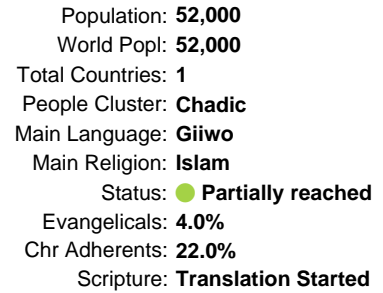 Population: 52,000
World Popl: 52,000
Total Countries: 1
People Cluster: Chadic
Main Language: Giiwo
Main Religion: Islam
Status: Partially reached
Evangelicals: 4.0%
Chr Adherents: 22.0%
Scripture: Translation Started